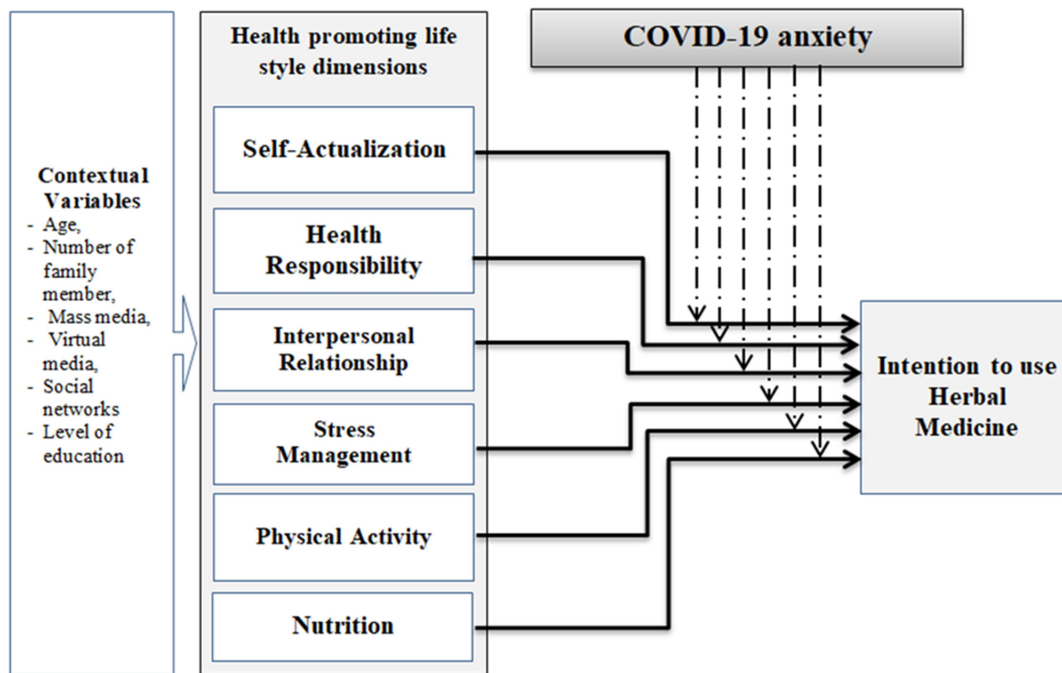 Contextual
Variables
- Age,
- Number of
family
member,
- Mass media,
- Virtual
media,
- Social
networks
- Level of
education
Health promoting life
style dimensions
Self-Actualization
Health
Responsibility
Interpersonal
Relationship
Stress
Management
Physical Activity
Nutrition
COVID-19 anxiety
Intention to use
Herbal
Medicine